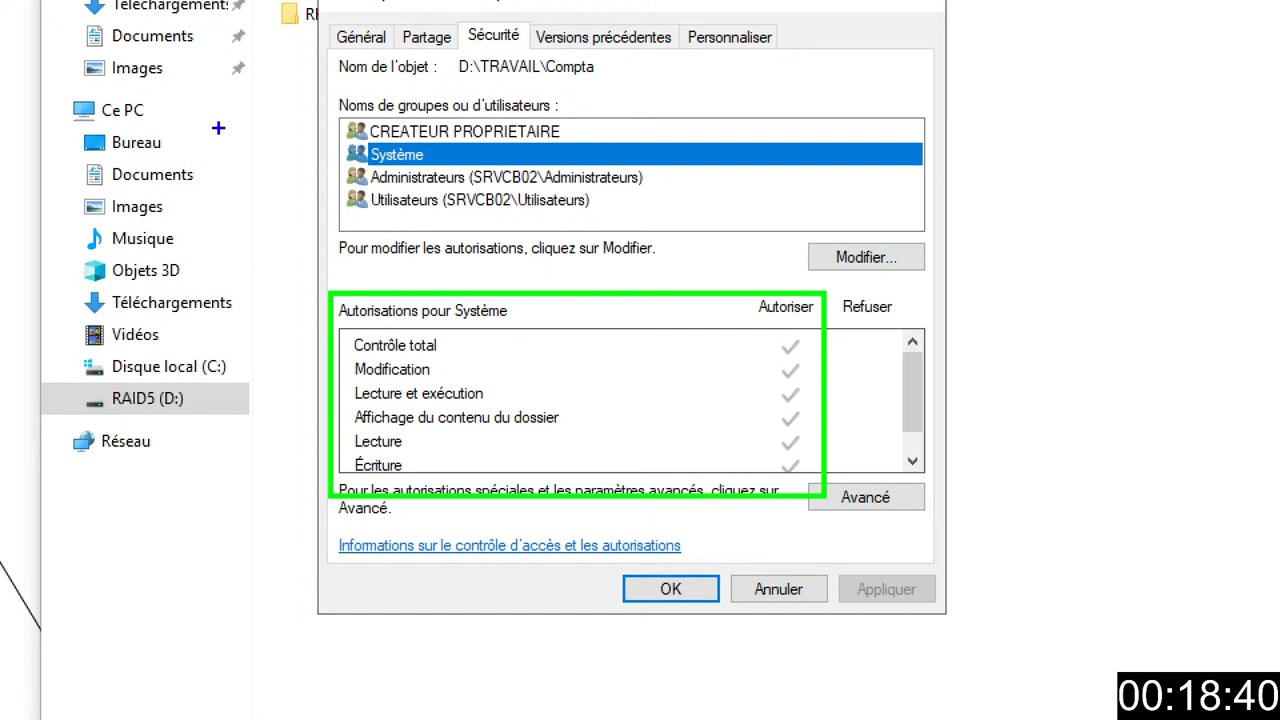 Téléchargement:
Documents
Images
Ce PC
Bureau
Documents
Images
Musique
Objets 3D
Téléchargements
Vidéos
Disque local (C:)
RAID5 (D:)
Réseau
Général Partage Sécurité Versions précédentes Personnaliser
Nom de l'objet : D:\TRAVAIL\Compta
Noms de groupes ou d'utilisateurs :
CREATEUR PROPRIETAIRE
Système
Administrateurs (SRVCB02\Administrateurs)
Utilisateurs (SRVCB02\Utilisateurs)
Pour modifier les autorisations, cliquez sur Modifier.
Modifier...
Autorisations pour Système Autoriser Refuser
Contrôle total
Modification
Lecture et exécution
Affichage du contenu du dossier
Lecture
Écriture
Pour les autorisations spéciales et les paramètres avancés, cliquez sur
Avancé.
Avancé
Informations sur le contrôle d'accès et les autorisations
OK Annuler Appliquer
00:18:40